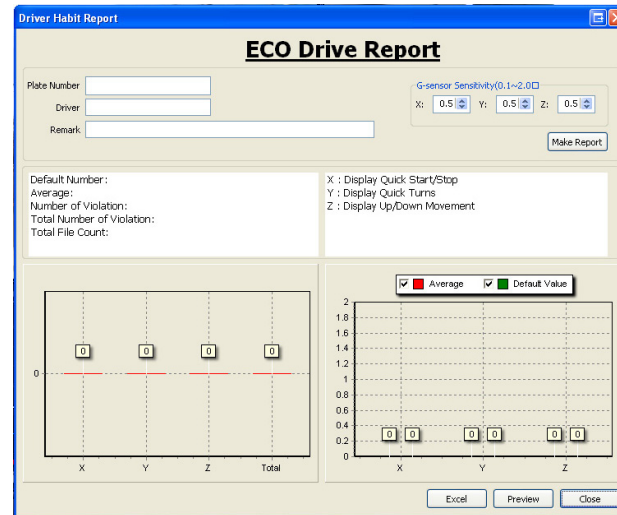 Driver Habit Report
ECO Drive Report
Plate Number
Driver
Remark
G-sensor Sensitivity(0.1~2.0□
X: 0.5 Y: 0.5 Z: 0.5
Make Report
Default Number:
Average:
Number of Violation:
Total Number of Violation:
Total File Count:
X : Display Quick Start/Stop
Y : Display Quick Turns
Z : Display Up/Down Movement
0 0 0 0
0
X Y Z Total
Average Default Value
2
1.8
1.6
1.4
1.2
1
0.8
0.6
0.4
0.2
0
0 0 0 0 0 0
X Y Z
Excel Preview Close